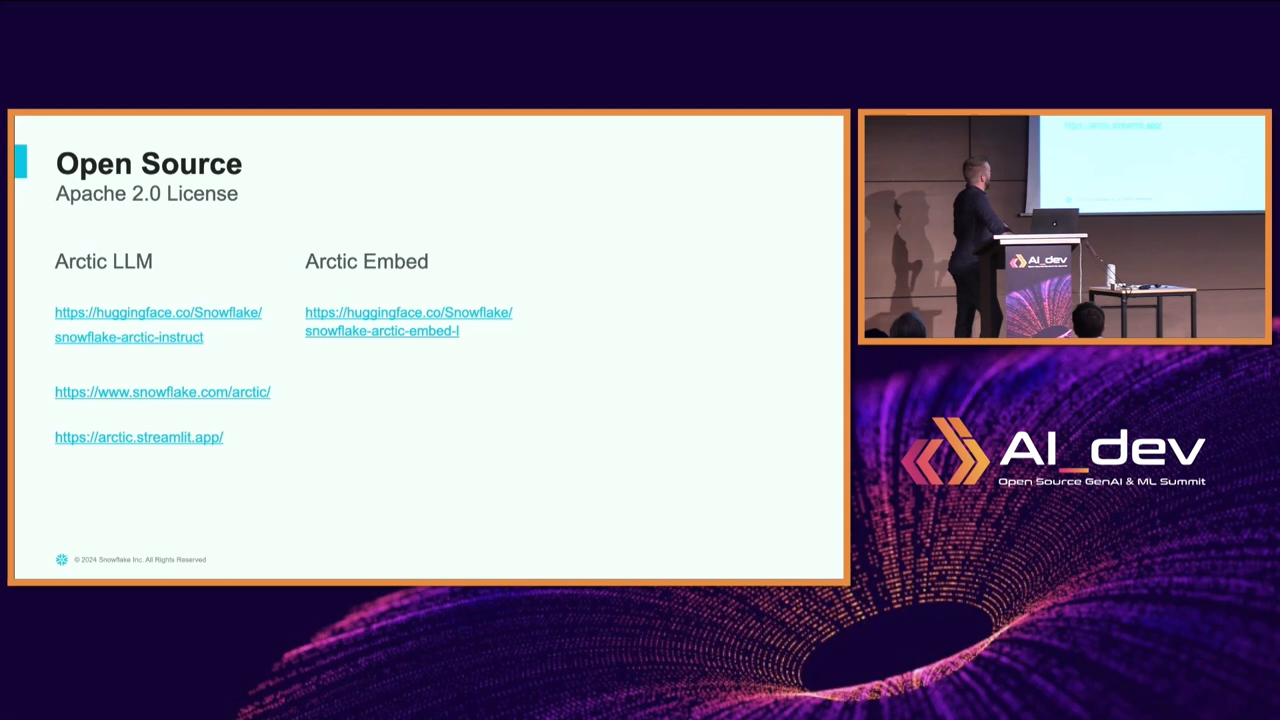 Open Source
Apache 2.0 License
Arctic LLM
Arctic Embed
https://huggingface.co/Snowflake/
snowflake-arctic-instruct
https://huggingface.co/Snowflake/
snowflake-arctic-embed-l
https://www.snowflake.com/arctic/
https://arctic.streamlit.app/
© 2024 Snowflake Inc. All Rights Reserved
AI_dev
AI_dev
Open Source GenAI & ML Summit